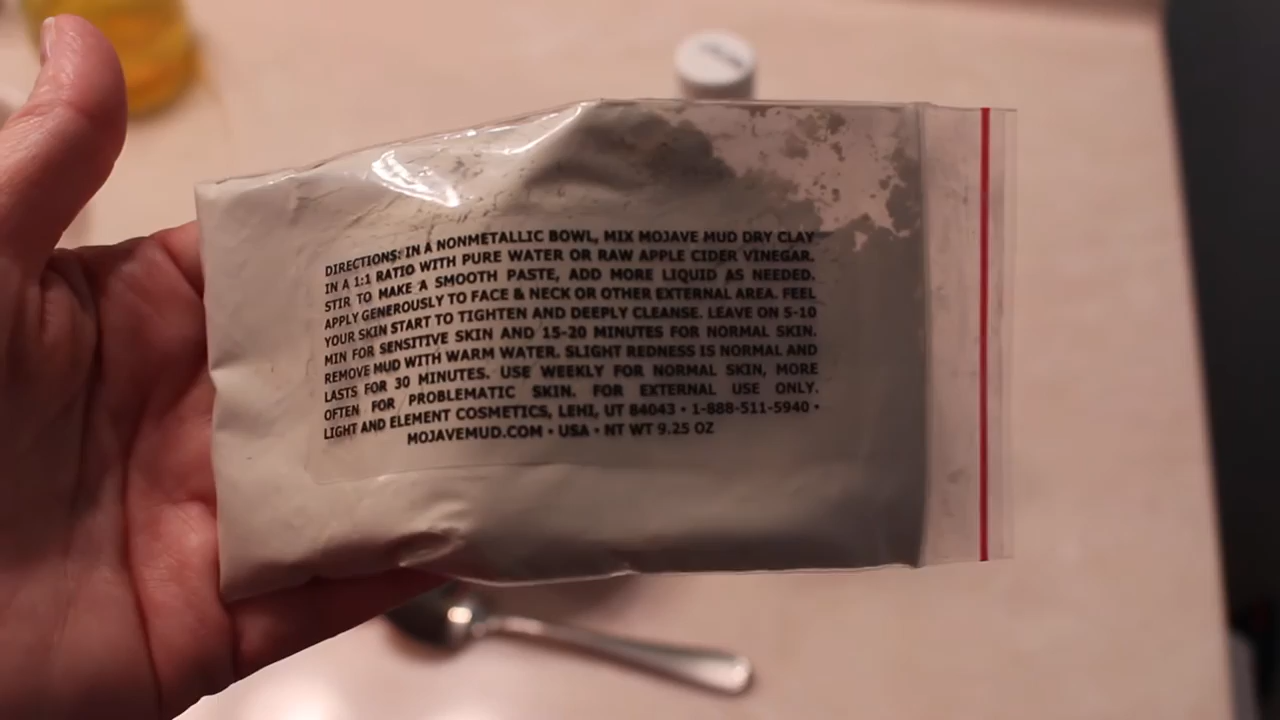 DIRECTIONS: IN A NONMETALLIC BOWL, MIX MOJAVE MUD DRY CLAY
IN A 1:1 RATIO WITH PURE WATER OR RAW APPLE CIDER VINEGAR.
STIR TO MAKE A SMOOTH PASTE, ADD MORE LIQUID AS NEEDED.
APPLY GENEROUSLY TO FACE & NECK OR OTHER EXTERNAL AREA. FEEL
YOUR SKIN START TO TIGHTEN AND DEEPLY CLEANSE. LEAVE ON 5-10
MIN FOR SENSITIVE SKIN AND 15-20 MINUTES FOR NORMAL SKIN.
REMOVE MUD WITH WARM WATER. SLIGHT REDNESS IS NORMAL AND
LASTS FOR 30 MINUTES. USE WEEKLY FOR NORMAL SKIN, MORE
OFTEN FOR PROBLEMATIC SKIN. FOR EXTERNAL USE ONLY.
LIGHT AND ELEMENT COSMETICS, LEHI, UT 84043 • 1-888-511-5940 •
MOJAVEMUD.COM • USA • NT WT 9.25 OZ